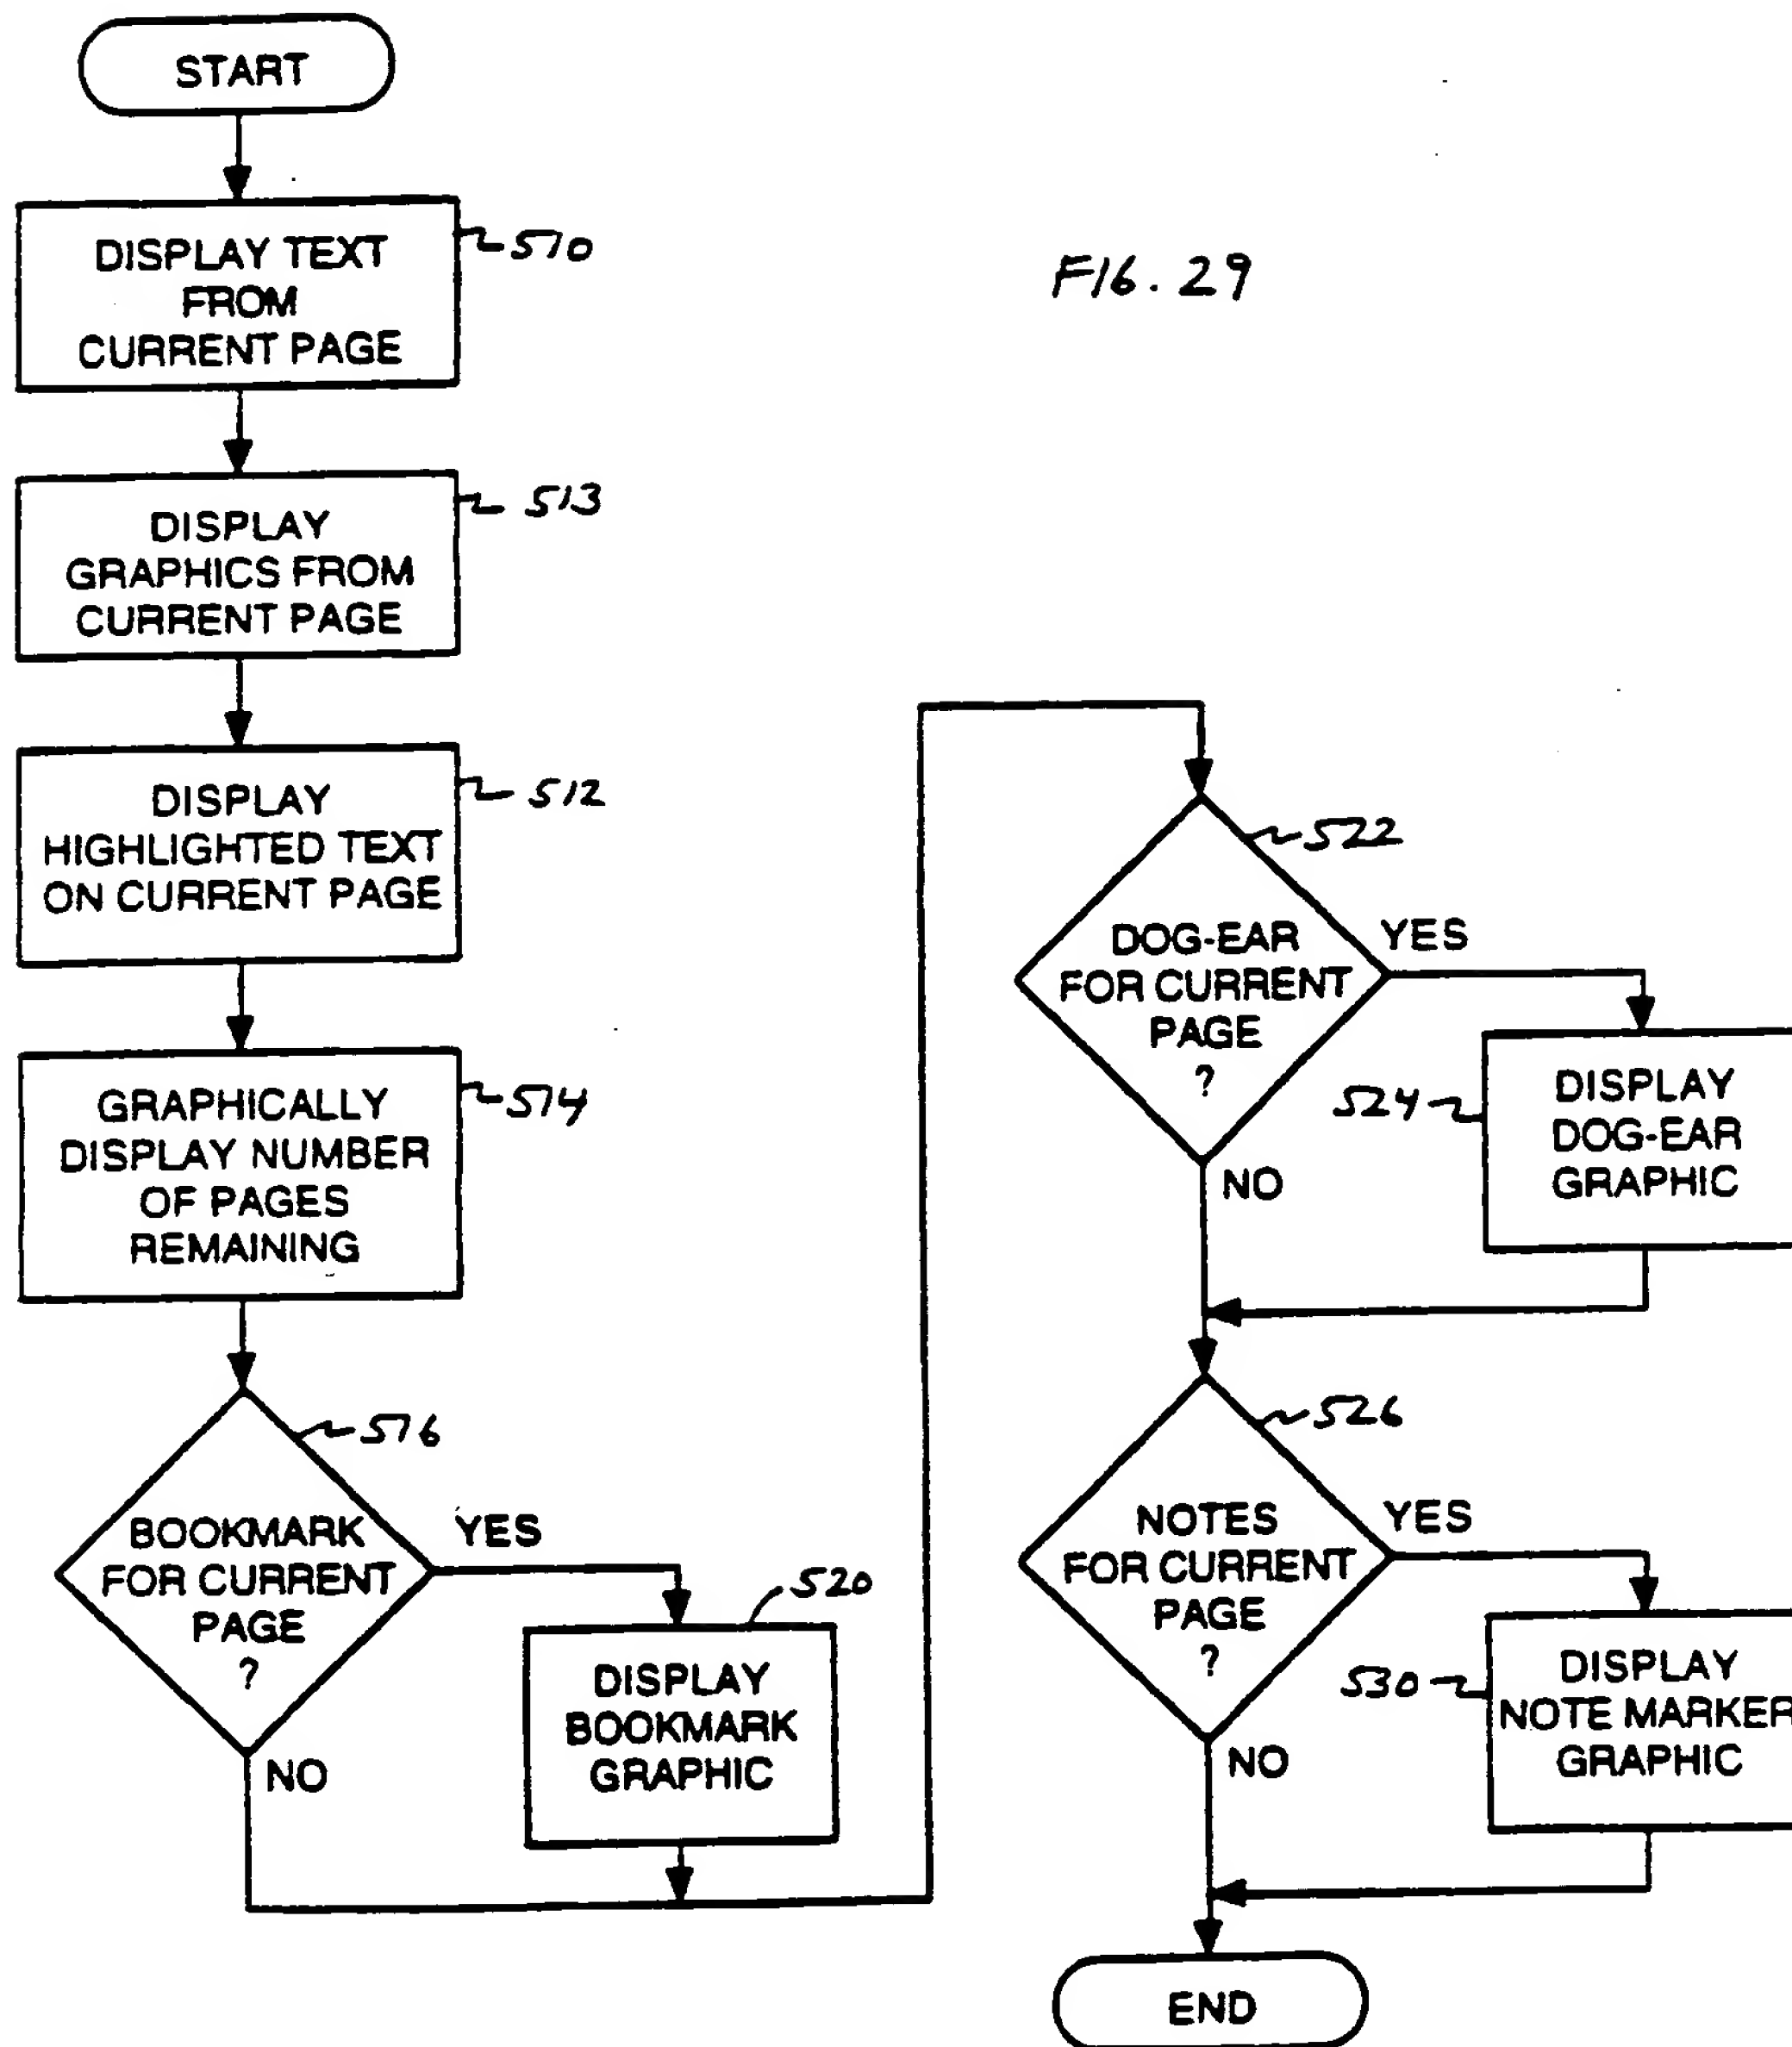 START
DISPLAY TEXT
FROM
CURRENT PAGE
510
FIG. 29
DISPLAY
GRAPHICS FROM
CURRENT PAGE
513
DISPLAY
HIGHLIGHTED TEXT
ON CURRENT PAGE
512
GRAPHICALLY
DISPLAY NUMBER
OF PAGES
REMAINING
514
BOOKMARK
FOR CURRENT
PAGE
?
516
YES
NO
520
DISPLAY
BOOKMARK
GRAPHIC
522
DOG-EAR
FOR CURRENT
PAGE
?
YES
NO
524
DISPLAY
DOG-EAR
GRAPHIC
526
NOTES
FOR CURRENT
PAGE
?
YES
NO
530
DISPLAY
NOTE MARKER
GRAPHIC
END